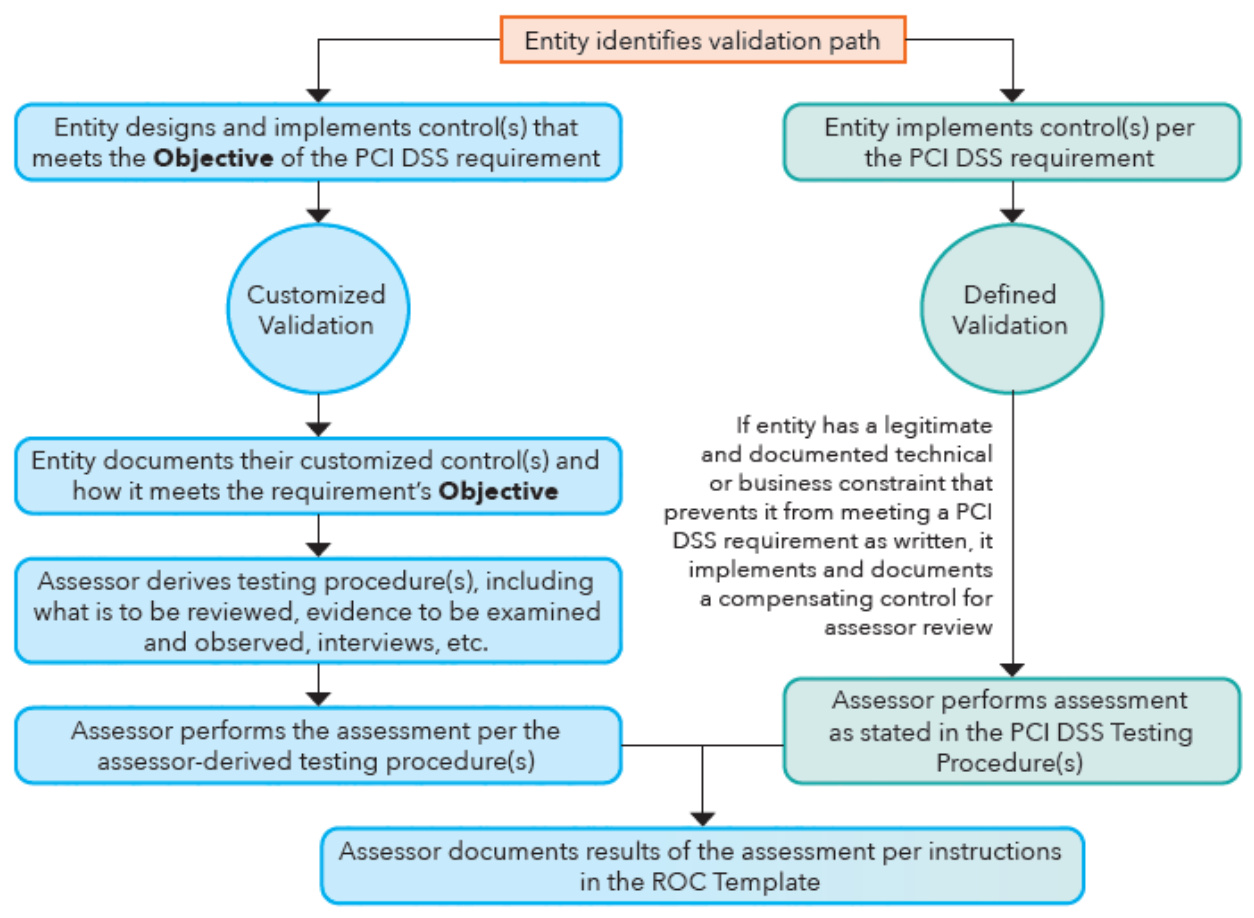 Entity identifies validation path
Entity designs and implements control(s) that
meets the Objective of the PCI DSS requirement
Entity implements control(s) per
the PCI DSS requirement
Customized
Validation
Defined
Validation
If entity has a legitimate
and documented technical
or business constraint that
prevents it from meeting a PCI
DSS requirement as written, it
implements and documents
a compensating control for
assessor review
Entity documents their customized control(s) and
how it meets the requirement’s Objective
Assessor derives testing procedure(s), including
what is to be reviewed, evidence to be examined
and observed, interviews, etc.
Assessor performs the assessment per the
assessor-derived testing procedure(s)
Assessor performs assessment
as stated in the PCI DSS Testing
Procedure(s)
Assessor documents results of the assessment per instructions
in the ROC Template